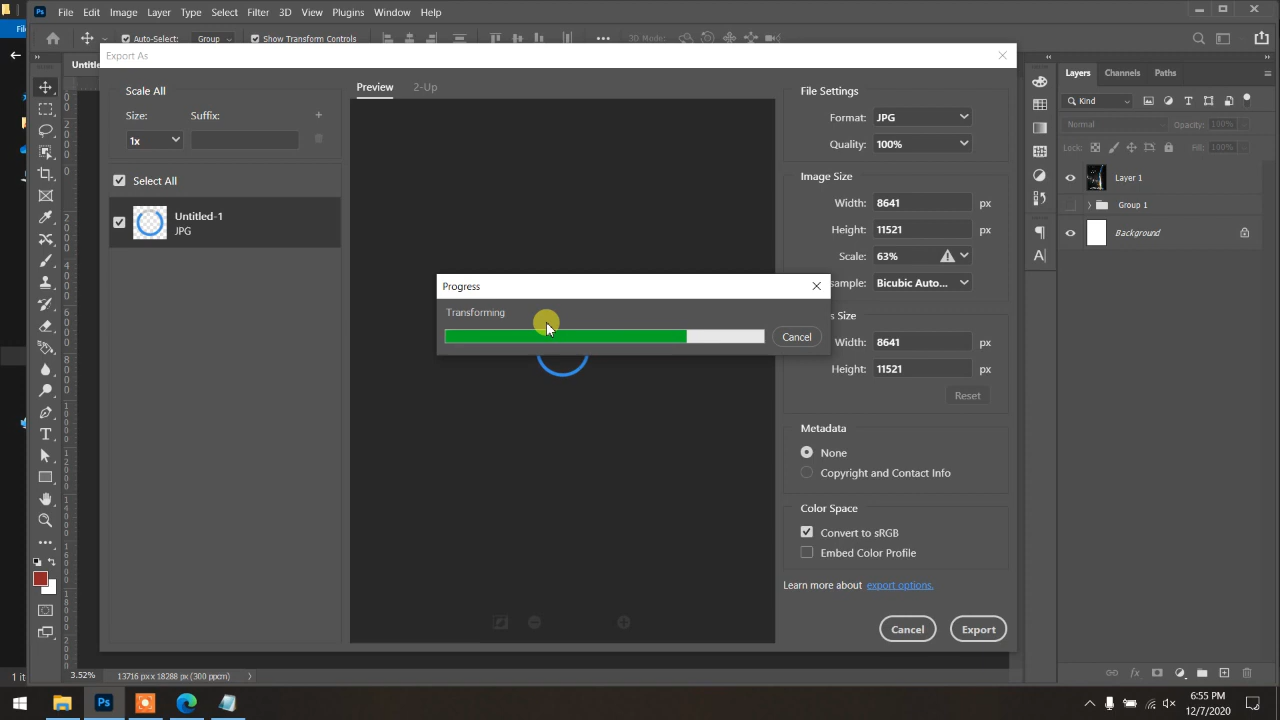 Ps File Edit Image Layer Type Select Filter 3D View Plugins Window Help
Auto-Select: Group Show Transform Controls 3D Mode:
Export As
Scale All
Size: Suffix:
1x
Select All
Untitled-1
JPG
Preview 2-Up
File Settings
Format: JPG
Quality: 100%
Image Size
Width: 8641 px
Height: 11521 px
Scale: 63%
sample: Bicubic Auto...
s Size
Width: 8641 px
Height: 11521 px
Reset
Metadata
None
Copyright and Contact Info
Color Space
Convert to sRGB
Embed Color Profile
Learn more about export options.
Cancel Export
Progress
Transforming
Cancel
Layers Channels Paths
Kind
Normal Opacity: 100%
Lock: Fill: 100%
Layer 1
Group 1
Background
3.52% 13716 px x 18288 px (300 ppcm)
6:55 PM
12/7/2020